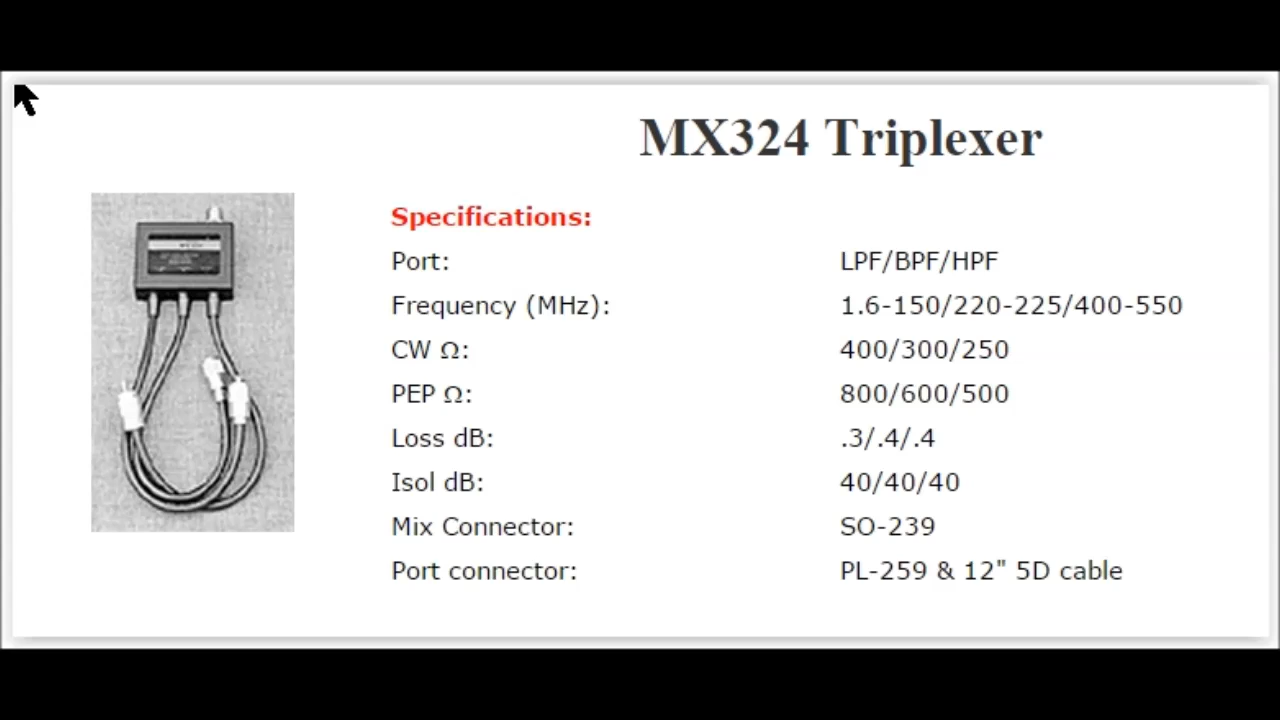 MX324 Triplexer
Specifications:
Port: LPF/BPF/HPF
Frequency (MHz): 1.6-150/220-225/400-550
CW Ω: 400/300/250
PEP Ω: 800/600/500
Loss dB: .3/.4/.4
Isol dB: 40/40/40
Mix Connector: SO-239
Port connector: PL-259 & 12" 5D cable